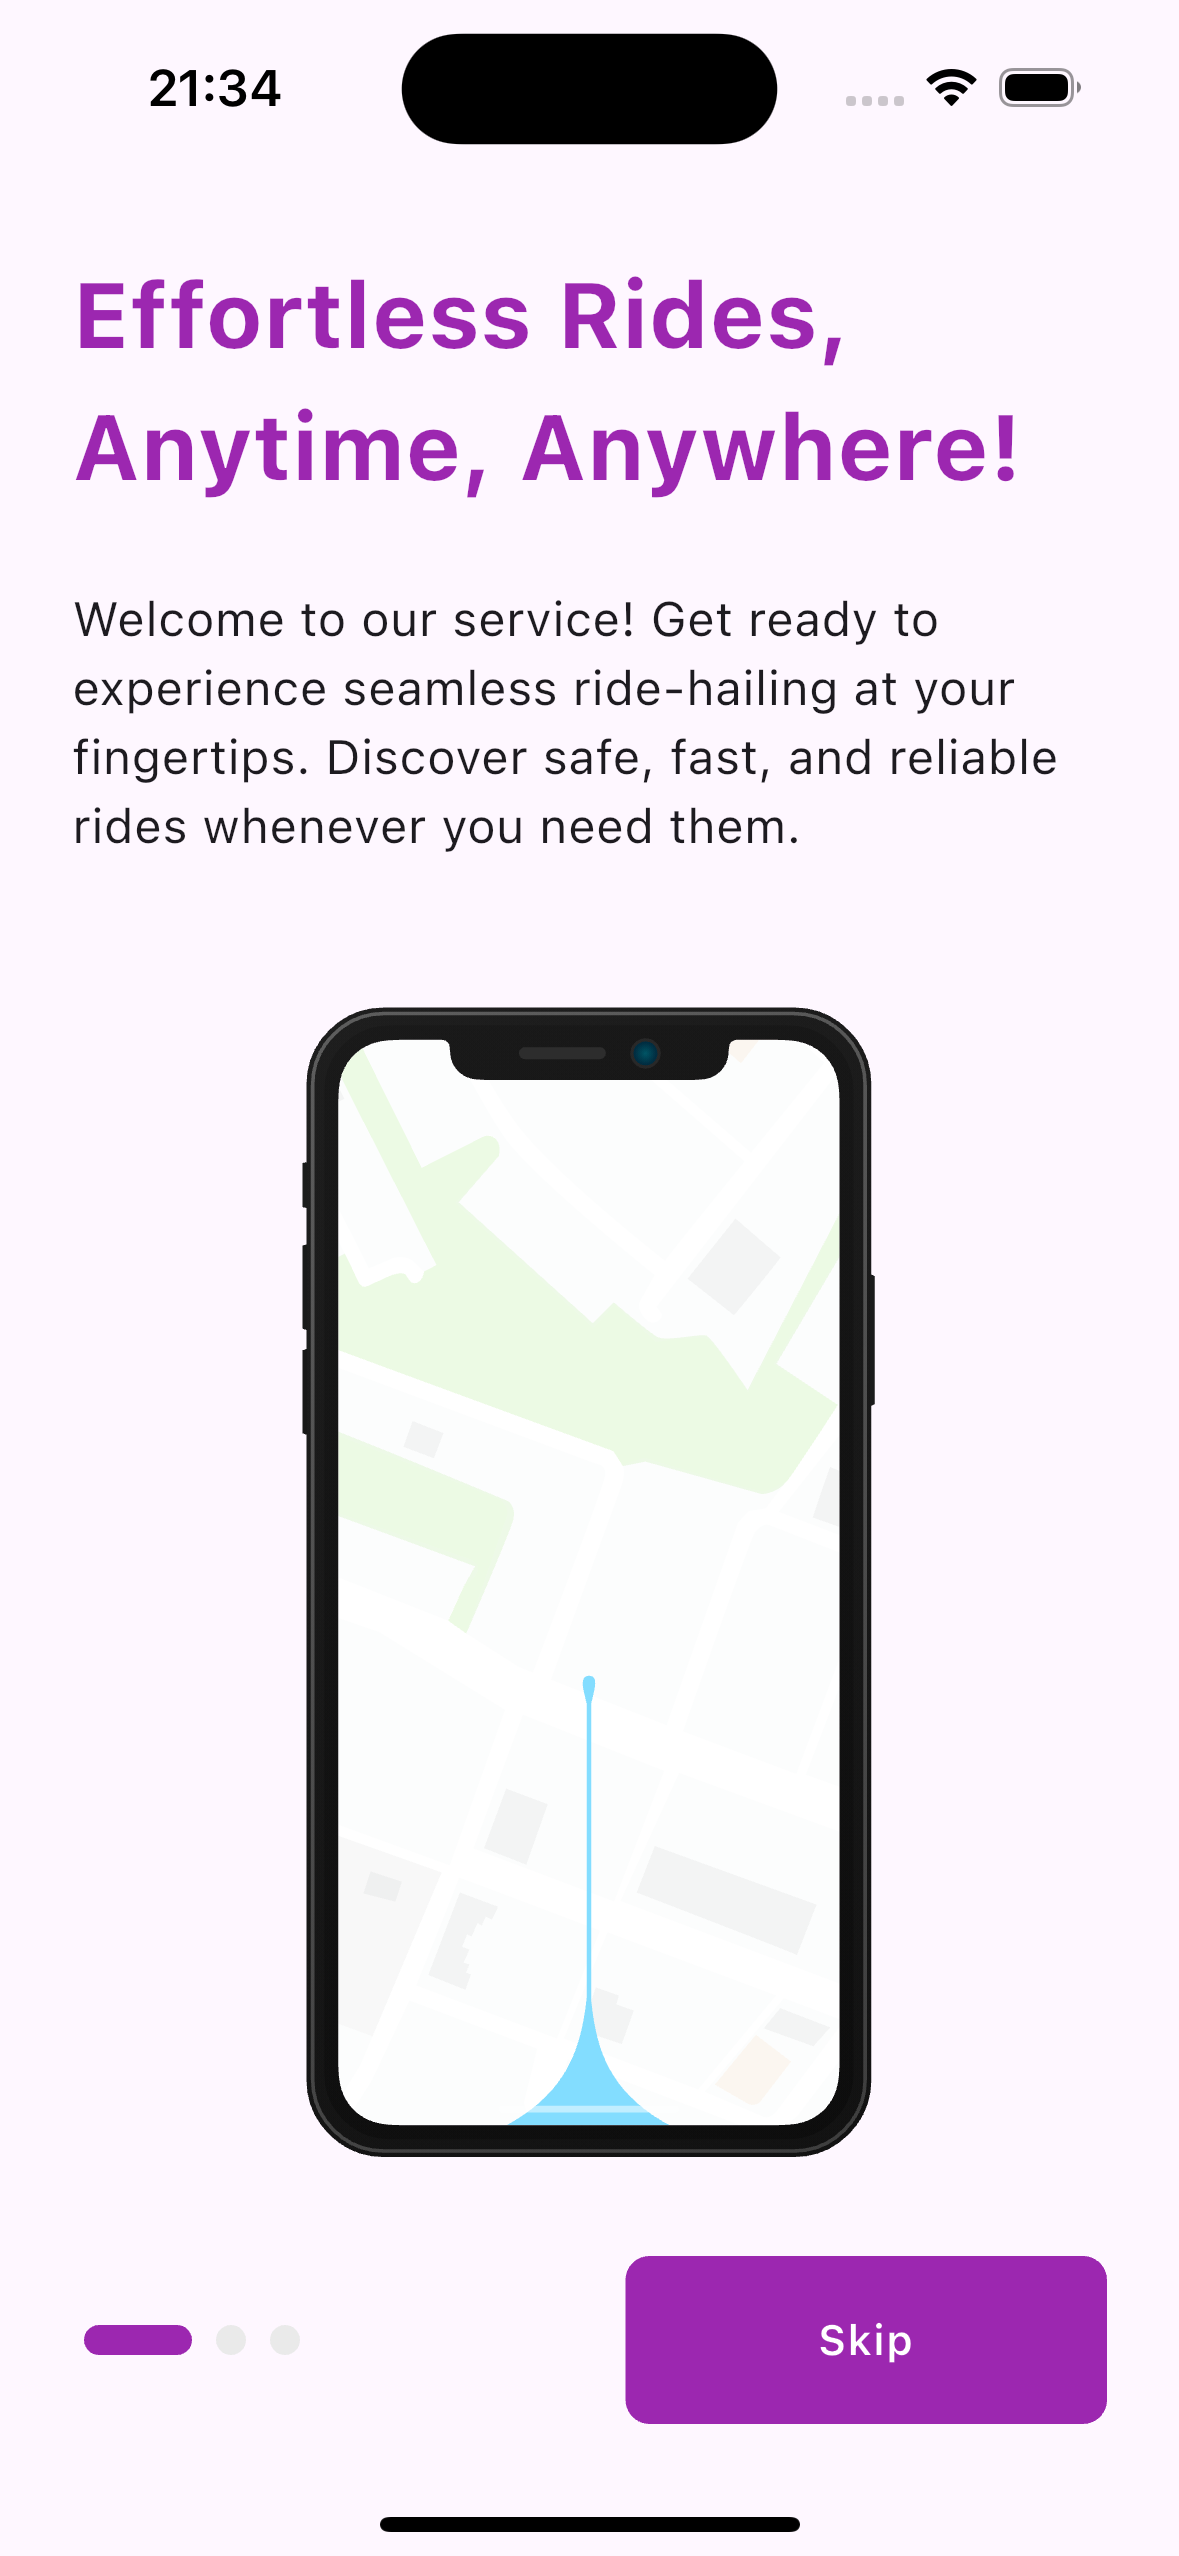 21:34
Effortless Rides,
Anytime, Anywhere!
Welcome to our service! Get ready to
experience seamless ride-hailing at your
fingertips. Discover safe, fast, and reliable
rides whenever you need them.
Skip